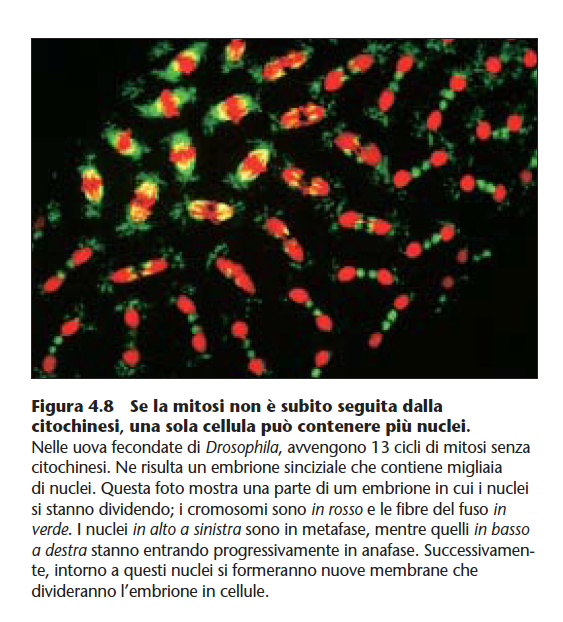 Figura 4.8 Se la mitosi non è subito seguita dalla
citochinesi, una sola cellula può contenere più nuclei.
Nelle uova fecondate di Drosophila, avvengono 13 cicli di mitosi senza
citochinesi. Ne risulta un embrione sinciziale che contiene migliaia
di nuclei. Questa foto mostra una parte di um embrione in cui i nuclei
si stanno dividendo; i cromosomi sono in rosso e le fibre del fuso in
verde. I nuclei in alto a sinistra sono in metafase, mentre quelli in basso
a destra stanno entrando progressivamente in anafase. Successivamen-
te, intorno a questi nuclei si formeranno nuove membrane che
divideranno l'embrione in cellule.